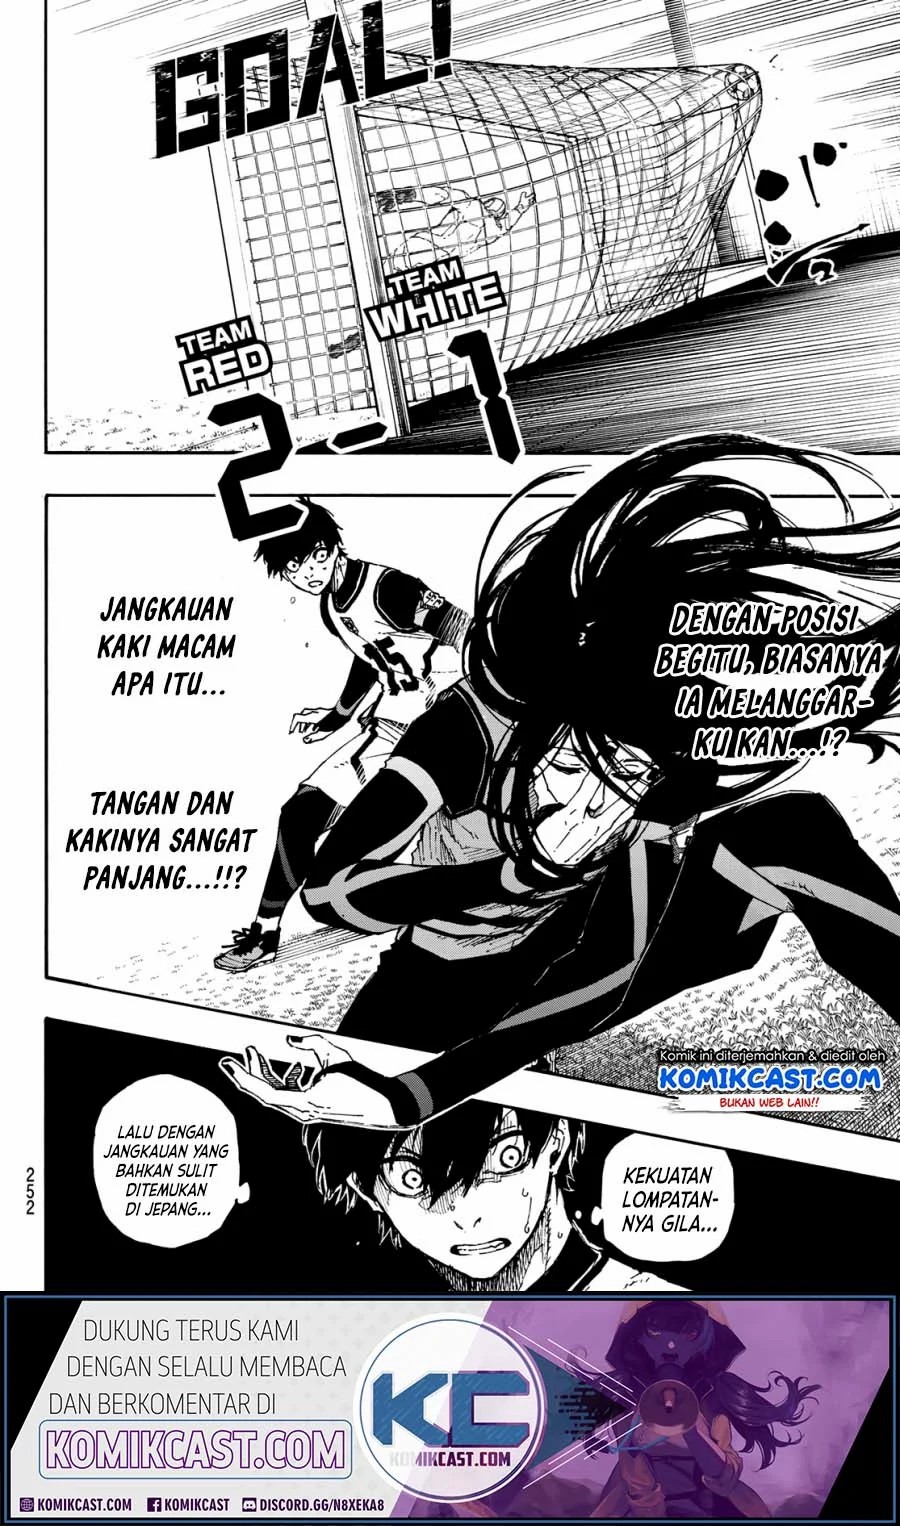 GOAL!
TEAM
WHITE
TEAM
RED
2-1
DENGAN POSISI
BEGITU, BIASANYA
IA MELANGGAR-
KU KAN...!?
JANGKAUAN
KAKI MACAM
APA ITU...
TANGAN DAN
KAKINYA SANGAT
PANJANG...!!?
15
Komik ini diterjemahkan & diedit oleh
KOMIKCAST.COM
BUKAN WEB LAIN!!
KEKUATAN
LOMPATAN-
NYA GILA...
LALU DENGAN
JANGKAUAN YANG
BAHKAN SULIT
DITEMUKAN
DI JEPANG...
252
DUKUNG TERUS KAMI
DENGAN SELALU MEMBACA
DAN BERKOMENTAR DI
KOMIKCAST.COM
KC
KOMIKCAST.COM
KOMIKCAST.COM
KOMIKCAST
DISCORD.GG/N8XEKA8